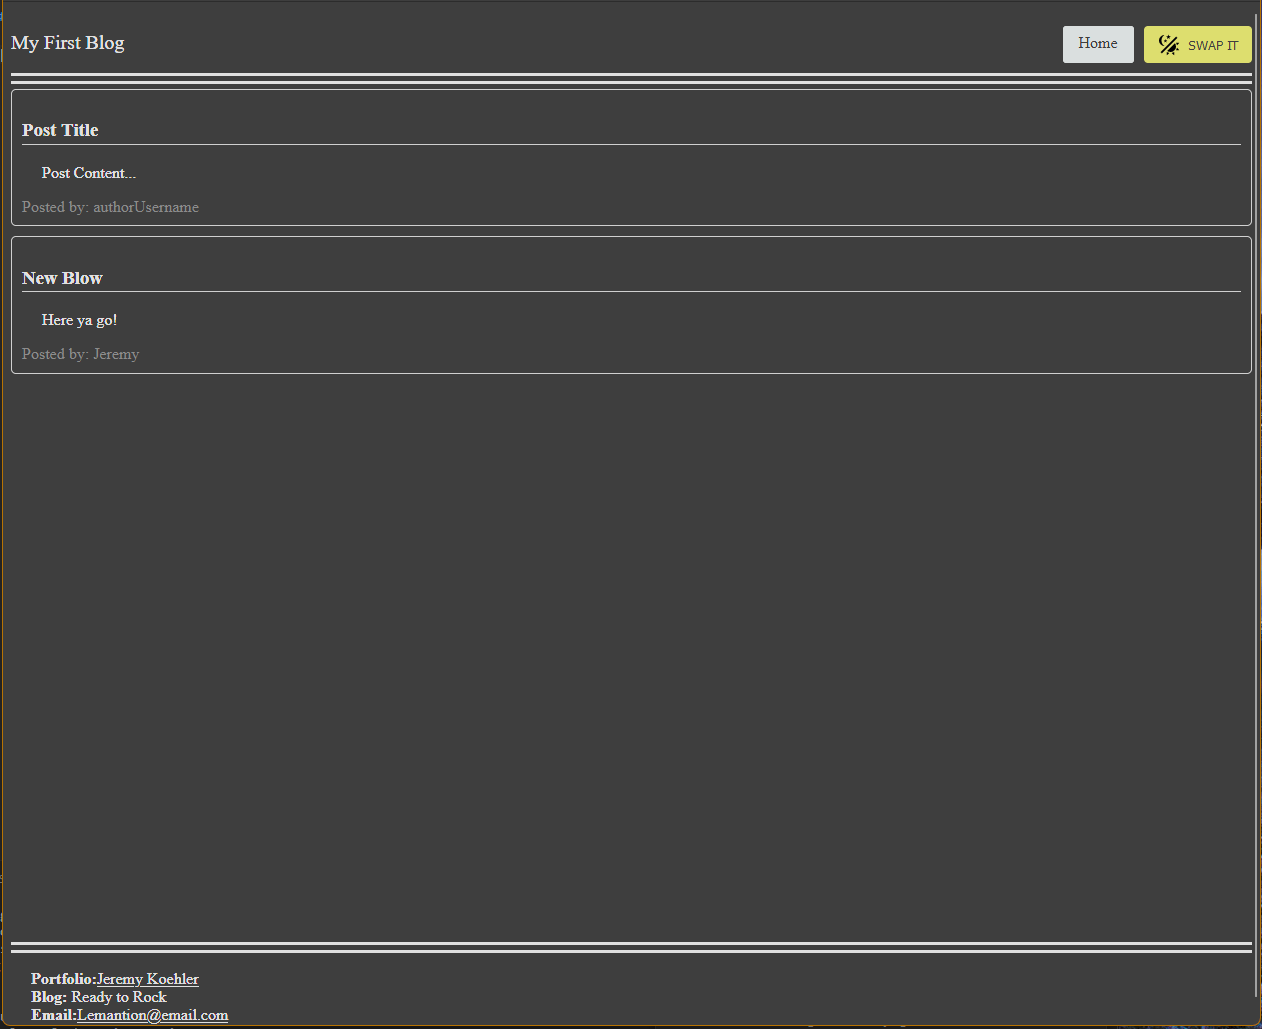 My First Blog
Home
SWAP IT
Post Title
Post Content...
Posted by: authorUsername
New Blow
Here ya go!
Posted by: Jeremy
Portfolio:Jeremy Koehler
Blog: Ready to Rock
Email:Lemantion@email.com